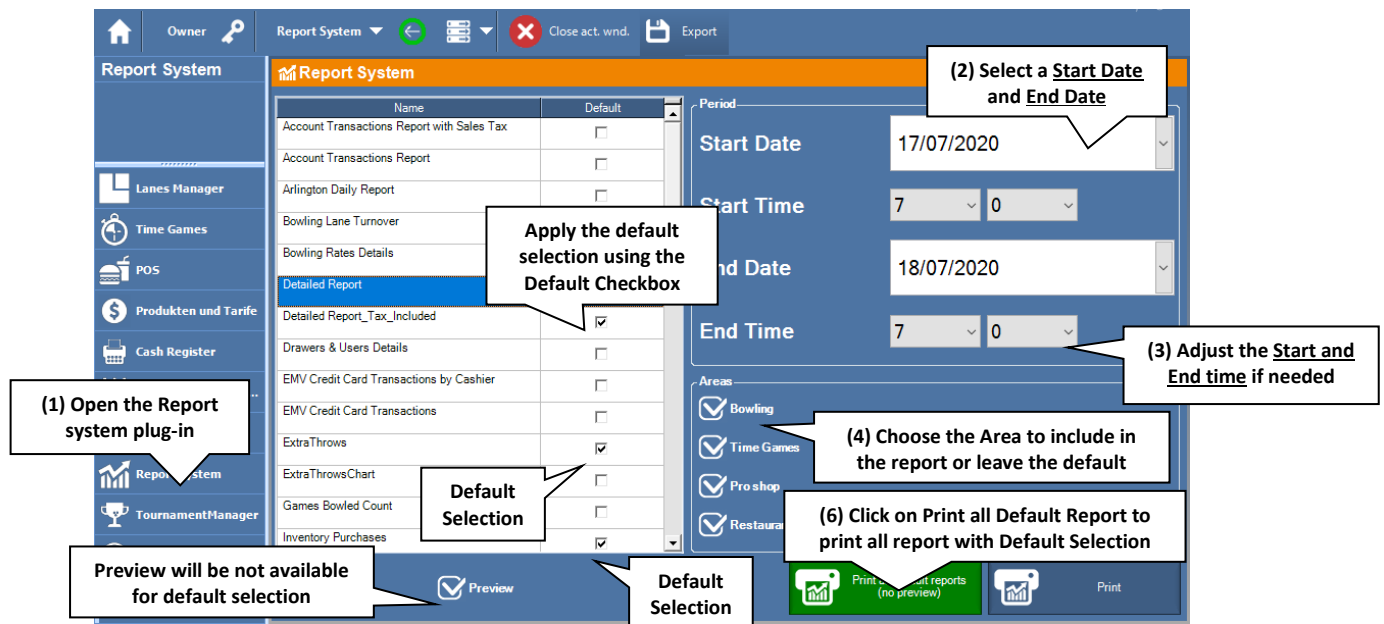 Owner
Report System
Close act. wnd.
Export
Report System
Report System
(2) Select a Start Date
and End Date
Name
Default
Account Transactions Report with Sales Tax
Account Transactions Report
Arlington Daily Report
Bowling Lane Turnover
Bowling Rates Details
Detailed Report
Detailed Report_Tax_Included
Drawers & Users Details
EMV Credit Card Transactions by Cashier
EMV Credit Card Transactions
ExtraThrows
ExtraThrowsChart
Games Bowled Count
Inventory Purchases
Apply the default
selection using the
Default Checkbox
Default
Selection
Lanes Manager
Time Games
POS
Produkten und Tarife
Cash Register
..
(1) Open the Report
system plug-in
TournamentManager
Period
Start Date
17/07/2020
Start Time
7
0
Date
18/07/2020
End Time
7
0
(3) Adjust the Start and
End time if needed
Areas
Bowling
Time Games
Pro shop
(4) Choose the Area to include in
the report or leave the default
(6) Click on Print all Default Report to
print all report with Default Selection
Preview will be not available
for default selection
Preview
Default
Selection
Print reports
(no preview)
Print